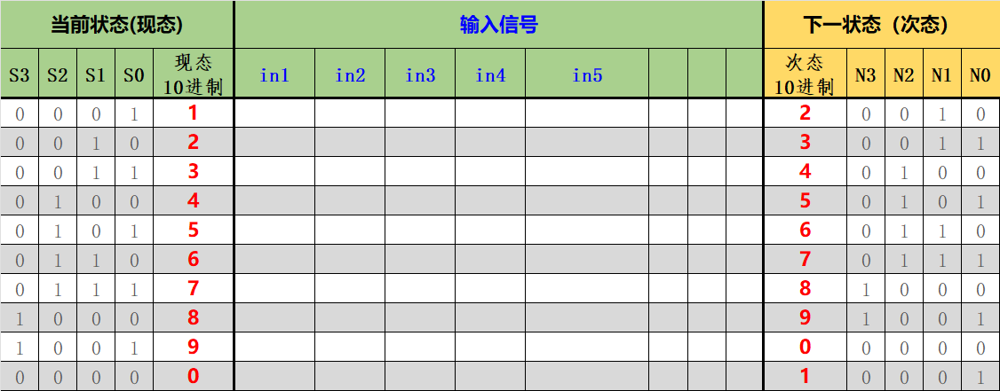 当前状态(现态) 输入信号 下一状态（次态）
S3 S2 S1 S0 现态 10进制 in1 in2 in3 in4 in5 次态 10进制 N3 N2 N1 N0
0 0 0 1 1 2 0 0 1 0
0 0 1 0 2 3 0 0 1 1
0 0 1 1 3 4 0 1 0 0
0 1 0 0 4 5 0 1 0 1
0 1 0 1 5 6 0 1 1 0
0 1 1 0 6 7 0 1 1 1
0 1 1 1 7 8 1 0 0 0
1 0 0 0 8 9 1 0 0 1
1 0 0 1 9 0 0 0 0 0
0 0 0 0 0 1 0 0 0 1